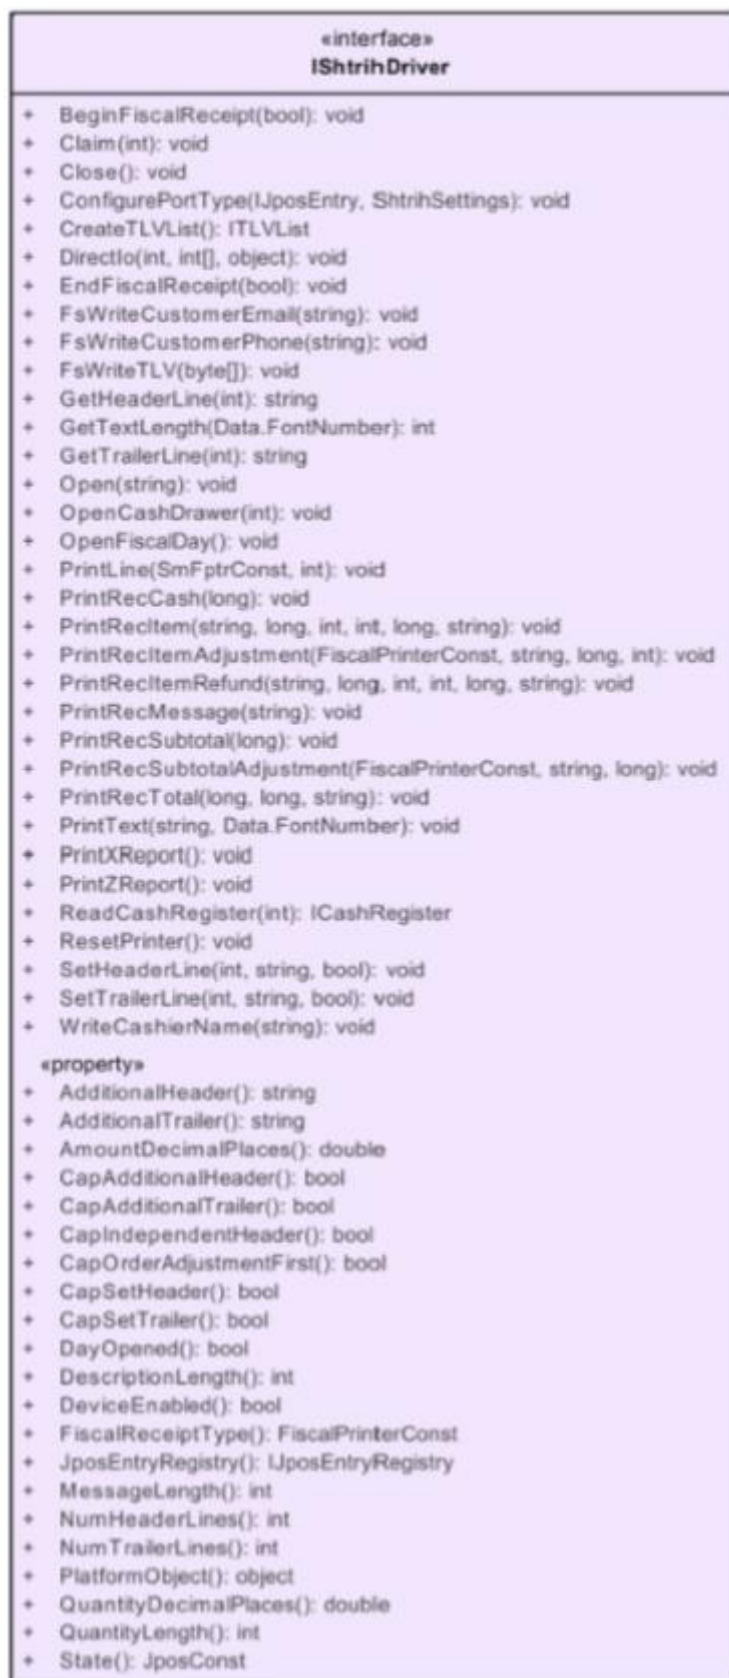 «interface»
IShtrihDriver
+ BeginFiscalReceipt(bool): void
+ Claim(int): void
+ Close(): void
+ ConfigurePortType(IJposEntry, ShtrihSettings): void
+ CreateTLVList(): ITLVList
+ DirectIo(int, int[], object): void
+ EndFiscalReceipt(bool): void
+ FsWriteCustomerEmail(string): void
+ FsWriteCustomerPhone(string): void
+ FsWriteTLV(byte[]): void
+ GetHeaderLine(int): string
+ GetTextLength(Data.FontNumber): int
+ GetTrailerLine(int): string
+ Open(string): void
+ OpenCashDrawer(int): void
+ OpenFiscalDay(): void
+ PrintLine(SmFptrConst, int): void
+ PrintRecCash(long): void
+ PrintRecItem(string, long, int, int, long, string): void
+ PrintRecItemAdjustment(FiscalPrinterConst, string, long, int): void
+ PrintRecItemRefund(string, long, int, int, long, string): void
+ PrintRecMessage(string): void
+ PrintRecSubtotal(long): void
+ PrintRecSubtotalAdjustment(FiscalPrinterConst, string, long): void
+ PrintRecTotal(long, long, string): void
+ PrintText(string, Data.FontNumber): void
+ PrintXReport(): void
+ PrintZReport(): void
+ ReadCashRegister(int): ICashRegister
+ ResetPrinter(): void
+ SetHeaderLine(int, string, bool): void
+ SetTrailerLine(int, string, bool): void
+ WriteCashierName(string): void
«property»
+ AdditionalHeader(): string
+ AdditionalTrailer(): string
+ AmountDecimalPlaces(): double
+ CapAdditionalHeader(): bool
+ CapAdditionalTrailer(): bool
+ CapIndependentHeader(): bool
+ CapOrderAdjustmentFirst(): bool
+ CapSetHeader(): bool
+ CapSetTrailer(): bool
+ DayOpened(): bool
+ DescriptionLength(): int
+ DeviceEnabled(): bool
+ FiscalReceiptType(): FiscalPrinterConst
+ JposEntryRegistry(): IJposEntryRegistry
+ MessageLength(): int
+ NumHeaderLines(): int
+ NumTrailerLines(): int
+ PlatformObject(): object
+ QuantityDecimalPlaces(): double
+ QuantityLength(): int
+ State(): JposConst